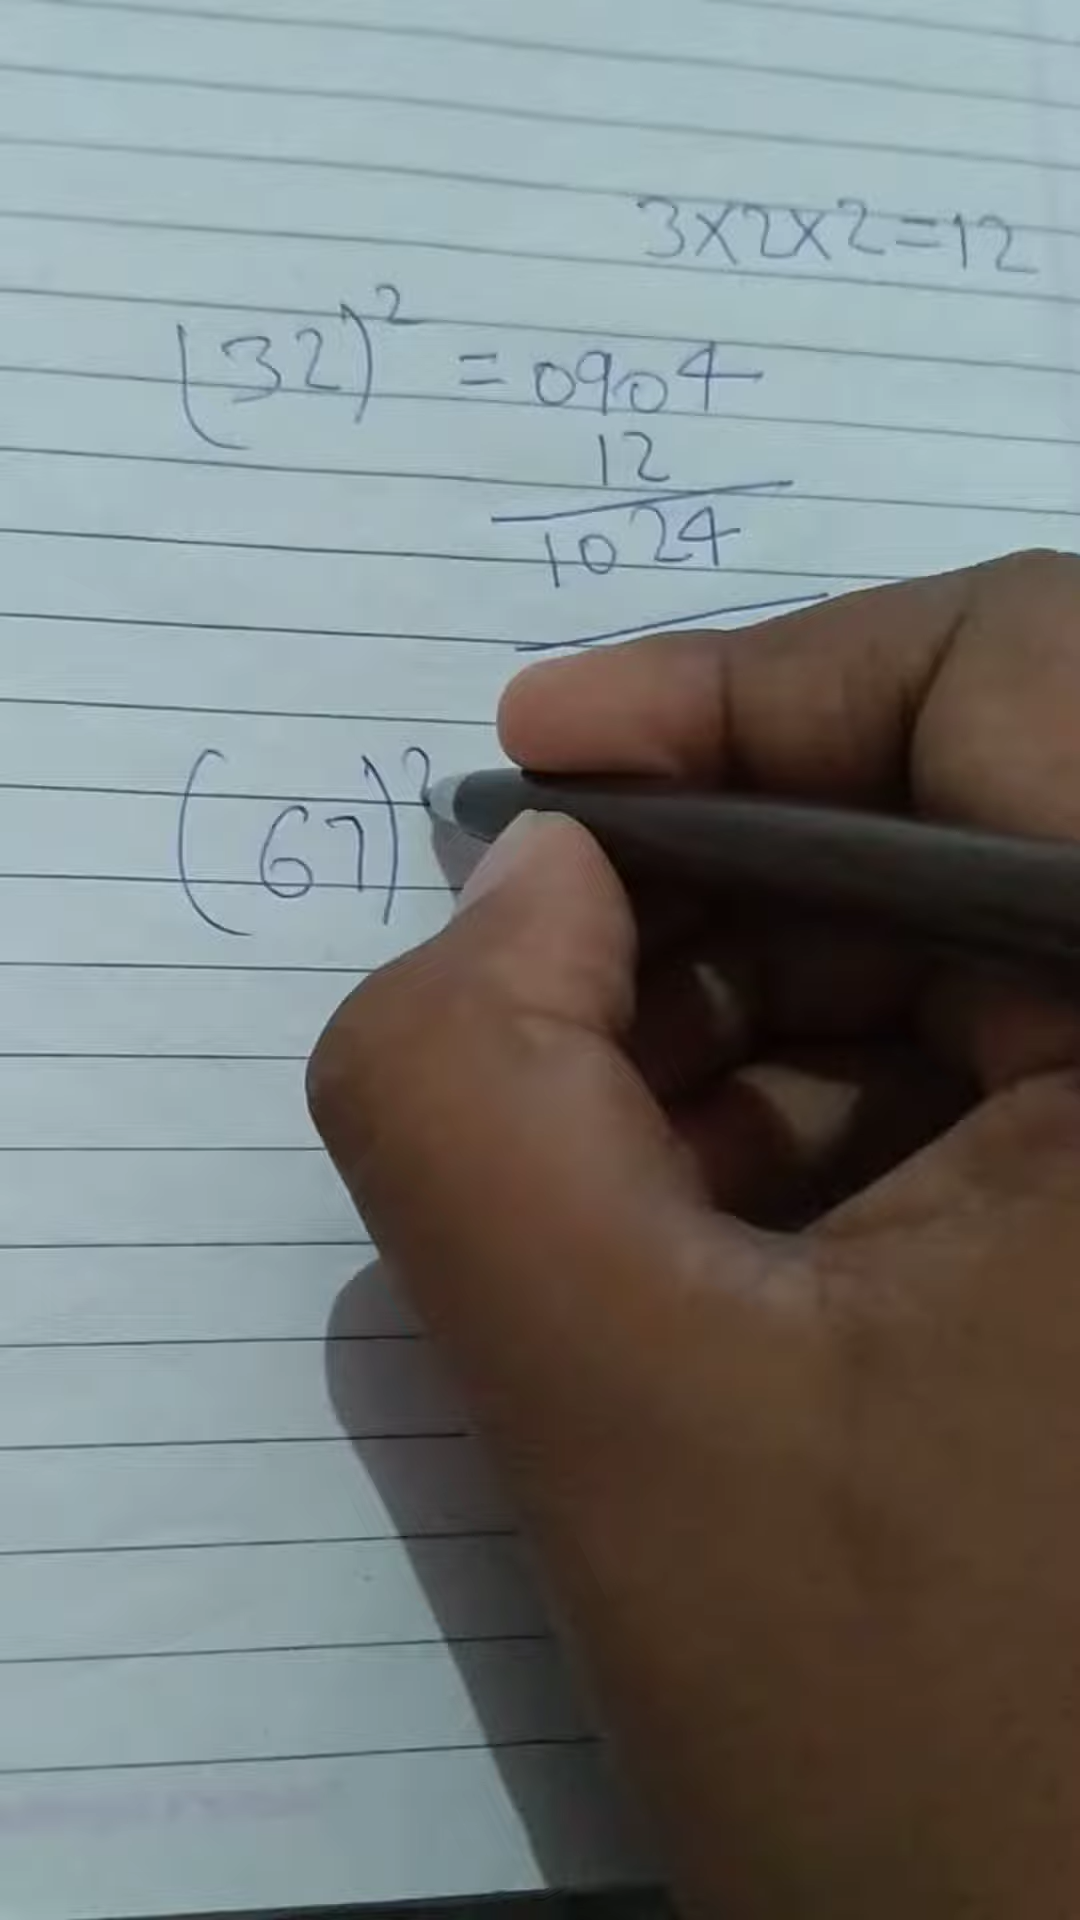 3×2×2=12
(32)² = 0904
12
1024
(67)²